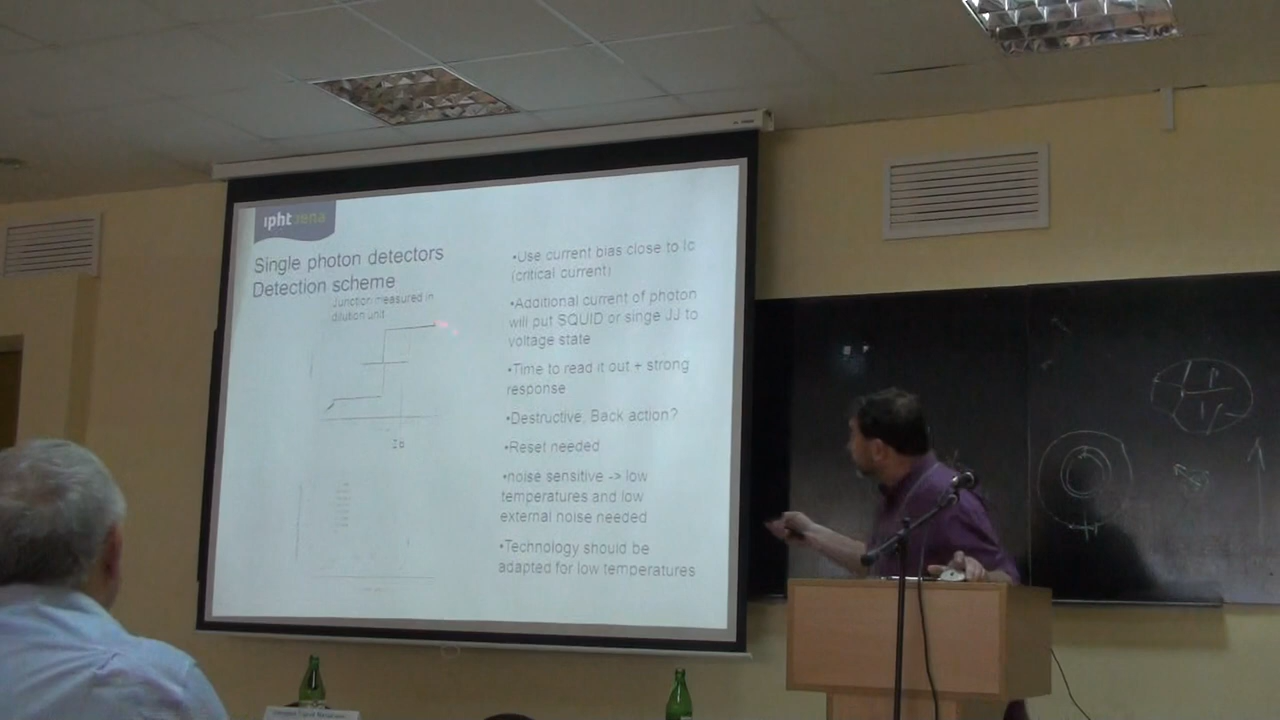 ipht jena
Single photon detectors
Detection scheme
Junction measured in
dilution unit
Ib
•Use current bias close to Ic
(critical current)
•Additional current of photon
will put SQUID or singe JJ to
voltage state
•Time to read it out + strong
response
•Destructive, Back action?
•Reset needed
•noise sensitive -> low
temperatures and low
external noise needed
•Technology should be
adapted for low temperatures